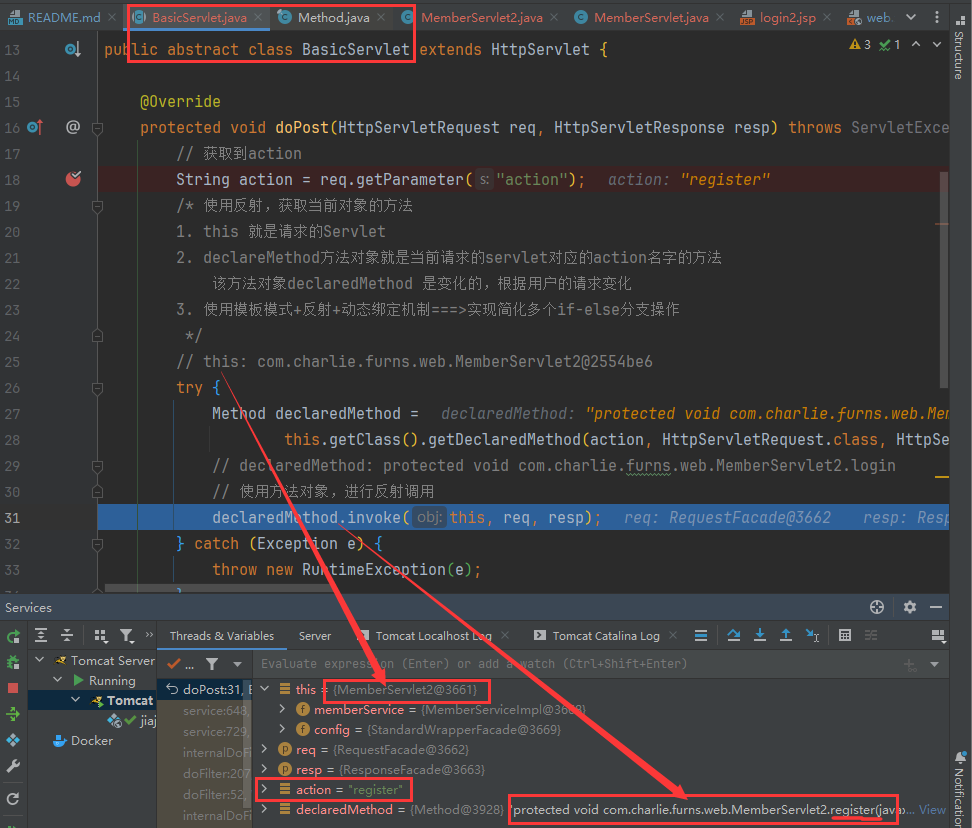 README.md BasicServlet.java Method.java MemberServlet2.java MemberServlet.java login2.jsp web.
Structure
13 public abstract class BasicServlet extends HttpServlet { 3 1
14
15 @Override
16 @ protected void doPost(HttpServletRequest req, HttpServletResponse resp) throws ServletExce
17 // 获取到action
18 String action = req.getParameter( s: "action"); action: "register"
19 /* 使用反射，获取当前对象的方法
20 1. this 就是请求的Servlet
21 2. declareMethod方法对象就是当前请求的servlet对应的action名字的方法
22 该方法对象declaredMethod 是变化的，根据用户的请求变化
23 3. 使用模板模式+反射+动态绑定机制===>实现简化多个if-else分支操作
24 */
25 // this: com.charlie.furns.web.MemberServlet2@2554be6
26 try {
27 Method declaredMethod = declaredMethod: "protected void com.charlie.furns.web.Mem
28 this.getClass().getDeclaredMethod(action, HttpServletRequest.class, HttpS
29 // declaredMethod: protected void com.charlie.furns.web.MemberServlet2.login
30 // 使用方法对象，进行反射调用
31 declaredMethod.invoke( obj: this, req, resp); req: RequestFacade@3662 resp: Resp
32 } catch (Exception e) {
33 throw new RuntimeException(e);
Services
Threads & Variables Server Tomcat Localhost Log Tomcat Catalina Log
Tomcat Server
Running
Tomcat
jiaj
Docker
...
doPost:31, B
service:648,
service:729,
internalDoFi
doFilter:207
doFilter:52,
internalDoFi
Evaluate expression (Enter) or add a watch (Ctrl+Shift+Enter)
this = {MemberServlet2@3661}
memberService = {MemberServiceImpl@3668}
config = {StandardWrapperFacade@3669}
req = {RequestFacade@3662}
resp = {ResponseFacade@3663}
action = "register"
declaredMethod = {Method@3928} "protected void com.charlie.furns.web.MemberServlet2.register(java... View
Notifications